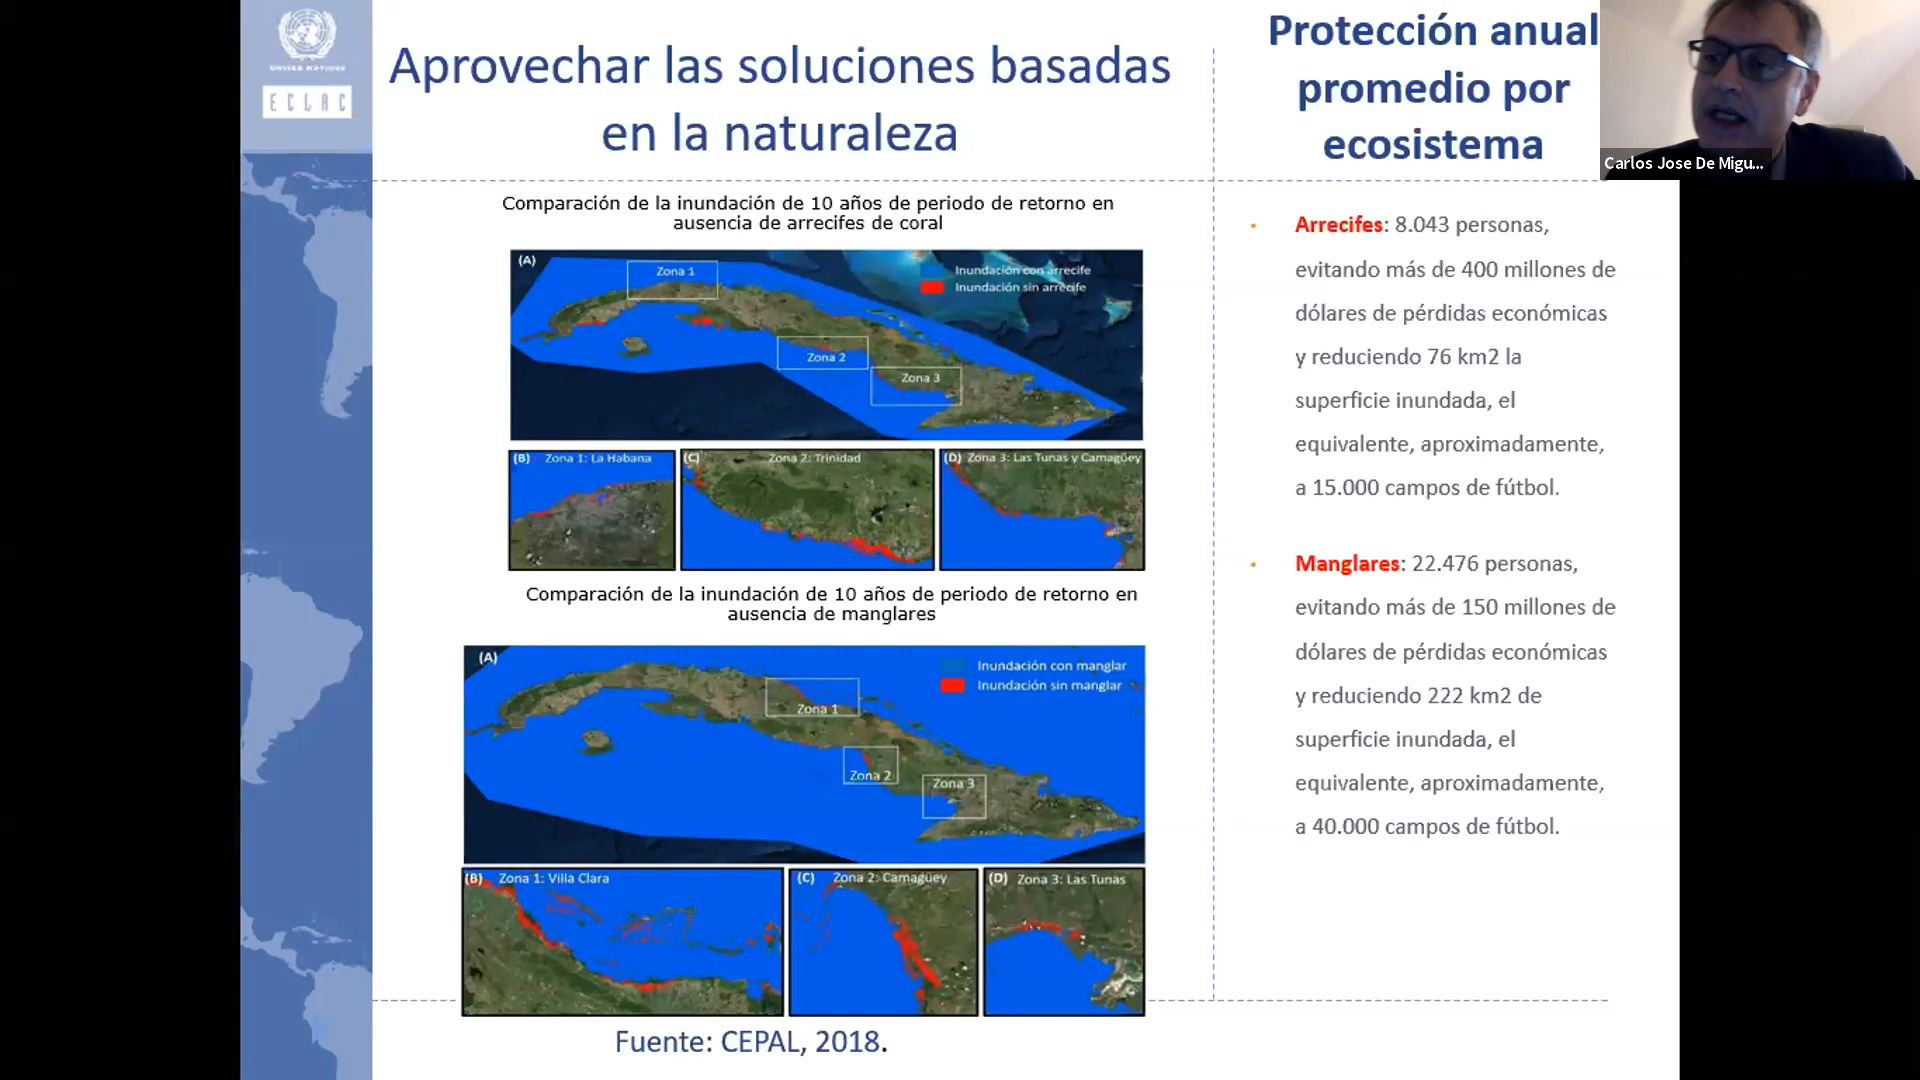 UNITED NATIONS
ECLAC
Aprovechar las soluciones basadas
en la naturaleza
Protección anual
promedio por
ecosistema
Carlos Jose De Migu...
Comparación de la inundación de 10 años de periodo de retorno en
ausencia de arrecifes de coral
(A)
Zona 1
Inundación con arrecife
Inundación sin arrecife
Zona 2
Zona 3
(B) Zona 1: La Habana
(C) Zona 2: Trinidad
(D) Zona 3: Las Tunas y Camagüey
Comparación de la inundación de 10 años de periodo de retorno en
ausencia de manglares
(A)
Inundación con manglar
Inundación sin manglar
Zona 1
Zona 2
Zona 3
(B) Zona 1: Villa Clara
(C) Zona 2: Camagüey
(D) Zona 3: Las Tunas
Fuente: CEPAL, 2018.
• Arrecifes: 8.043 personas,
evitando más de 400 millones de
dólares de pérdidas económicas
y reduciendo 76 km2 la
superficie inundada, el
equivalente, aproximadamente,
a 15.000 campos de fútbol.
• Manglares: 22.476 personas,
evitando más de 150 millones de
dólares de pérdidas económicas
y reduciendo 222 km2 de
superficie inundada, el
equivalente, aproximadamente,
a 40.000 campos de fútbol.